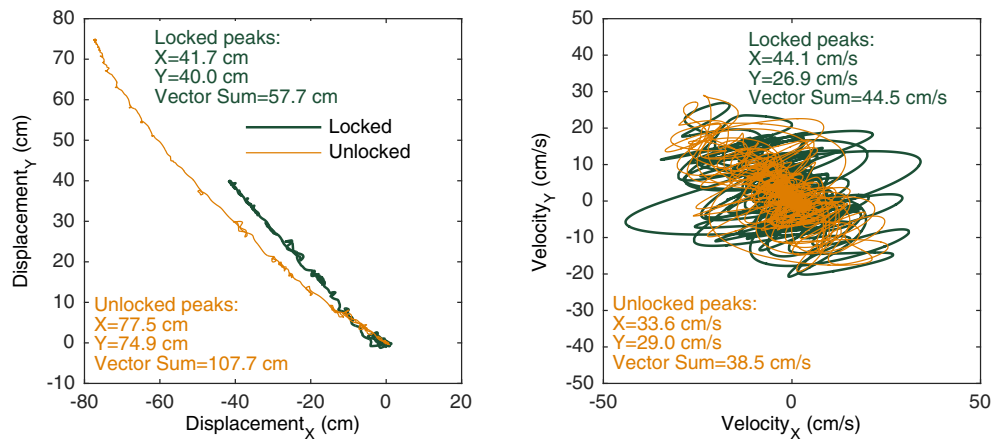 80
70
60
50
40
30
20
10
0
-10
-80
-60
-40
-20
0
20
Displacement_Y (cm)
Displacement_X (cm)
Locked peaks:
X=41.7 cm
Y=40.0 cm
Vector Sum=57.7 cm
Locked
Unlocked
Unlocked peaks:
X=77.5 cm
Y=74.9 cm
Vector Sum=107.7 cm
50
40
30
20
10
0
-10
-20
-30
-40
-50
-50
0
50
Velocity_Y (cm/s)
Velocity_X (cm/s)
Locked peaks:
X=44.1 cm/s
Y=26.9 cm/s
Vector Sum=44.5 cm/s
Unlocked peaks:
X=33.6 cm/s
Y=29.0 cm/s
Vector Sum=38.5 cm/s